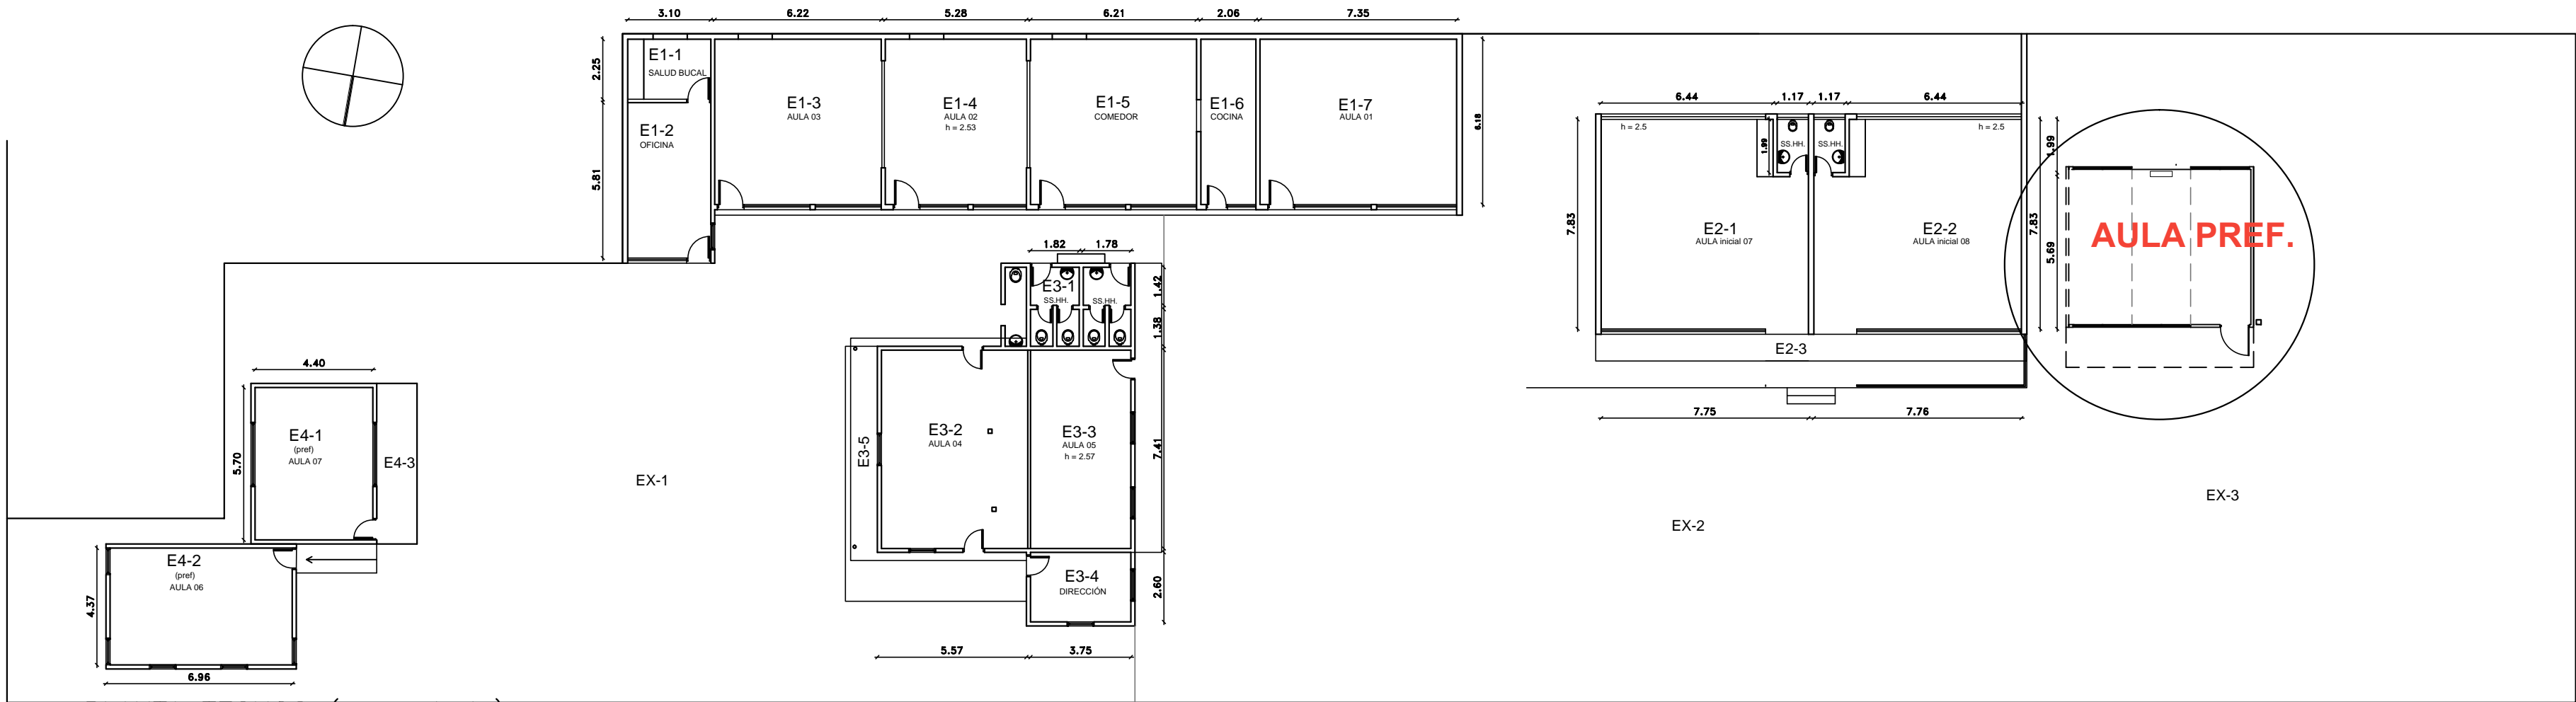 3.10 6.22 5.28 6.21 2.06 7.35
2.25
5.81
E1-1
SALUD BUCAL
E1-2
OFICINA
E1-3
AULA 03
E1-4
AULA 02
h = 2.53
E1-5
COMEDOR
E1-6
COCINA
E1-7
AULA 01
6.18
6.44 1.17 1.17 6.44
h = 2.5
h = 2.5
1.99
SS.HH.
SS.HH.
7.83
E2-1
AULA inicial 07
E2-2
AULA inicial 08
7.83
1.99
5.69
AULA PREF.
E2-3
7.75 7.76
1.82 1.78
E3-1
SS.HH.
SS.HH.
1.42
1.38
7.41
2.60
E3-2
AULA 04
E3-3
AULA 05
h = 2.57
E3-5
E3-4
DIRECCIÓN
5.57 3.75
4.40
5.70
E4-1
(pref)
AULA 07
E4-3
E4-2
(pref)
AULA 06
4.37
6.96
EX-1
EX-2
EX-3